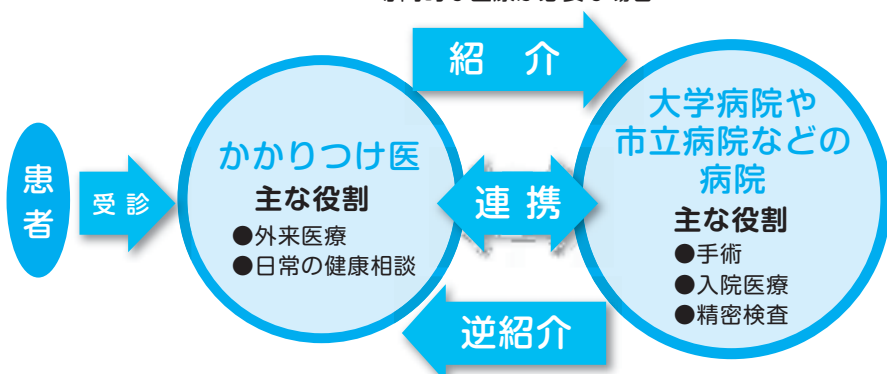 紹 介
患者
受 診
かかりつけ医
主な役割
●外来医療
●日常の健康相談
連 携
大学病院や
市立病院などの
病院
主な役割
●手術
●入院医療
●精密検査
逆紹介